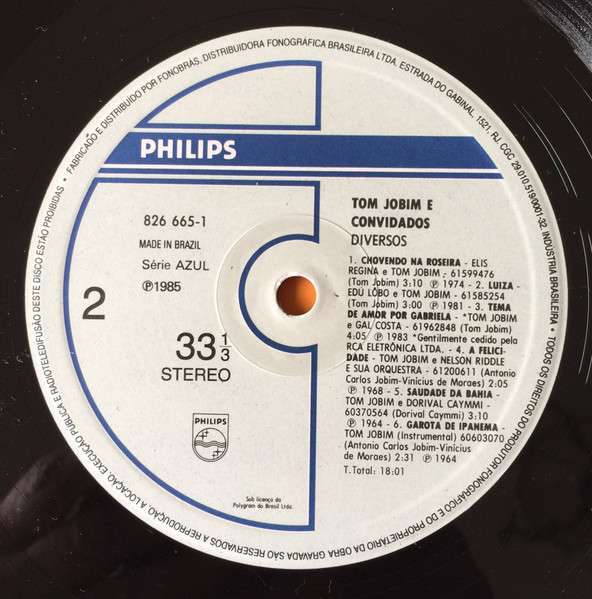 FABRICADO E DISTRIBUÍDO POR FONOBRÁS. DISTRIBUIDORA FONOGRÁFICA BRASILEIRA LTDA. ESTRADA DO GABINAL, 1521, RJ. CGC 29.010.519/0001-32. INDÚSTRIA BRASILEIRA. • TODOS OS DIREITOS DO PRODUTOR FONOGRÁFICO E DO PROPRIETÁRIO DA OBRA GRAVADA SÃO RESERVADOS A REPRODUÇÃO, A LOCAÇÃO, EXECUÇÃO PÚBLICA E RADIOTELEDIFUSÃO DESTE DISCO ESTÃO PROIBIDAS •
PHILIPS
826 665-1
MADE IN BRAZIL
Série AZUL
℗1985
2
33 1/3
STEREO
PHILIPS
Sob licença da
Polygram do Brasil Ltda.
TOM JOBIM E
CONVIDADOS
DIVERSOS
1. CHOVENDO NA ROSEIRA - ELIS
REGINA e TOM JOBIM - 61599476
(Tom Jobim) 3:10 ℗ 1974 - 2. LUIZA -
EDU LÔBO e TOM JOBIM - 61585254
(Tom Jobim) 3:00 ℗ 1981 - 3. TEMA
DE AMOR POR GABRIELA - *TOM JOBIM
e GAL COSTA - 61962848 (Tom Jobim)
4:05 ℗ 1983 *Gentilmente cedido pela
RCA ELETRÔNICA LTDA. - 4. A FELICI-
DADE - TOM JOBIM e NELSON RIDDLE
E SUA ORQUESTRA - 61200611 (Antonio
Carlos Jobim-Vinícius de Moraes) 2:05
℗ 1968 - 5. SAUDADE DA BAHIA -
TOM JOBIM e DORIVAL CAYMMI -
60370564 (Dorival Caymmi) 3:10
℗ 1964 - 6. GAROTA DE IPANEMA -
TOM JOBIM (Instrumental) 60603070
(Antonio Carlos Jobim-Vinícius
de Moraes) 2:31 ℗ 1964
T.Total: 18:01